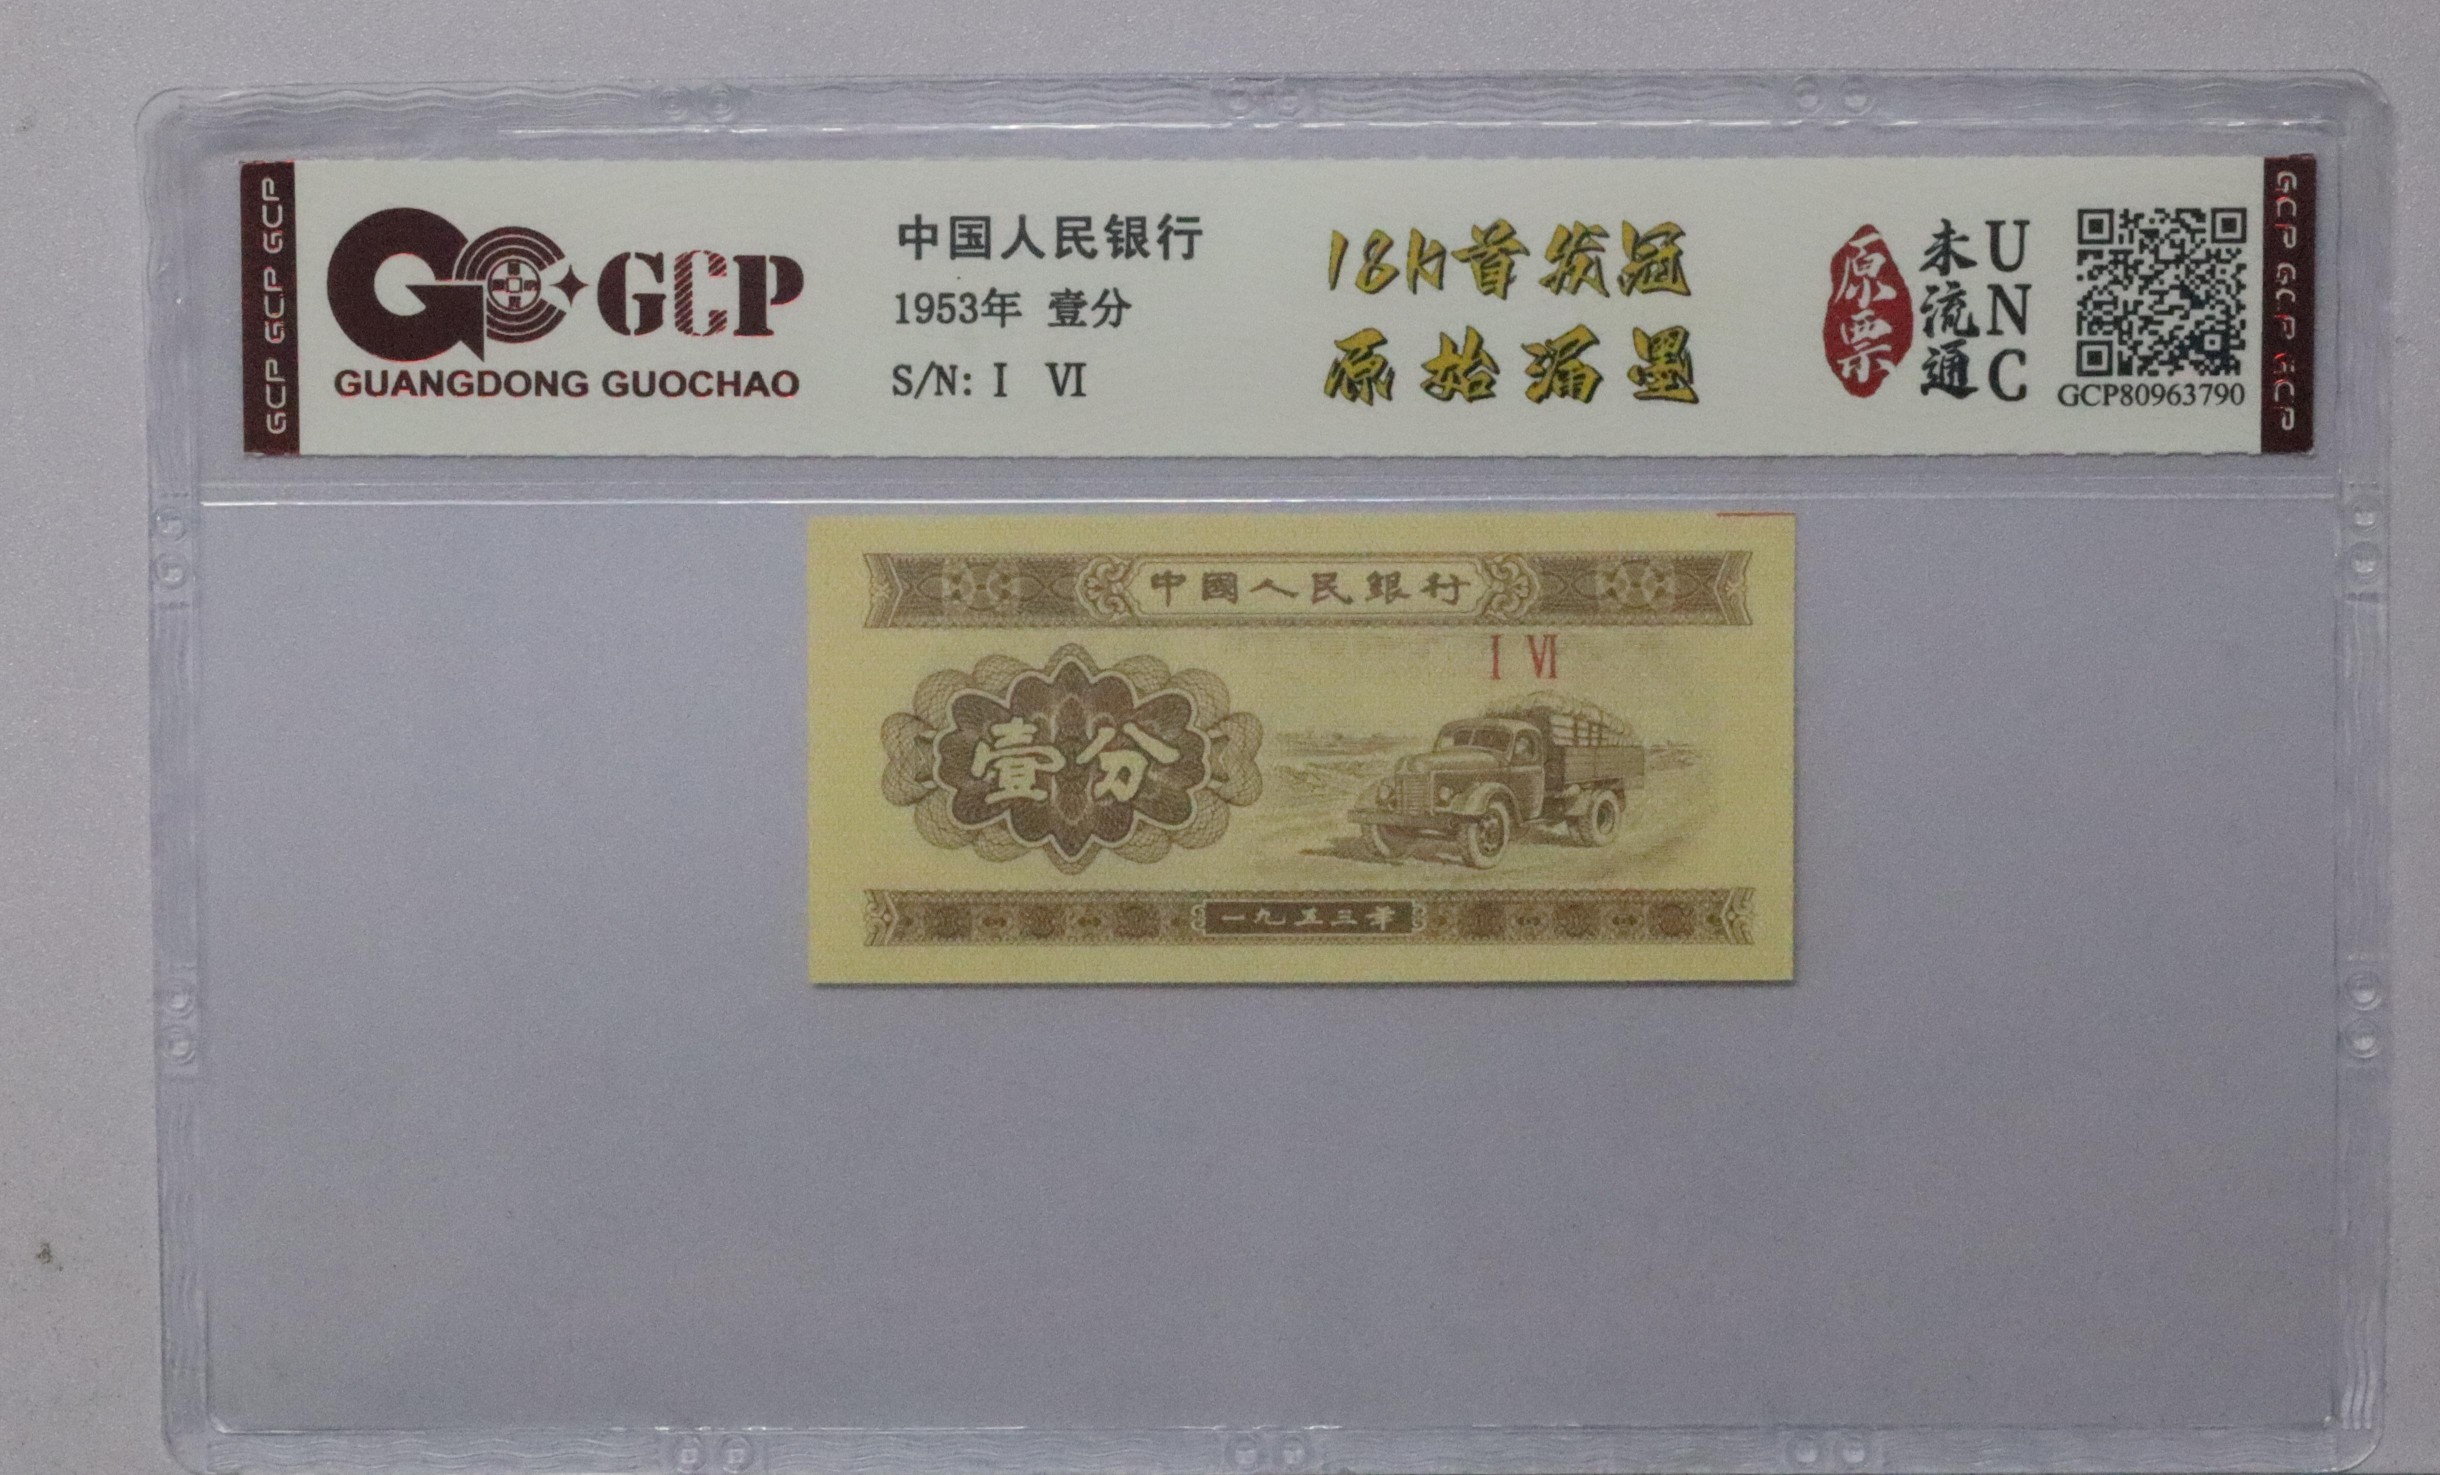 GCP GCP GCP
GCP
GUANGDONG GUOCHAO
中国人民银行
1953年 壹分
S/N: I VI
18k首发冠
原始漏墨
原票
未流通
UNC
GCP80963790
GCP GCP GCP GCP
中國人民銀行
I VI
壹分
一九五三年